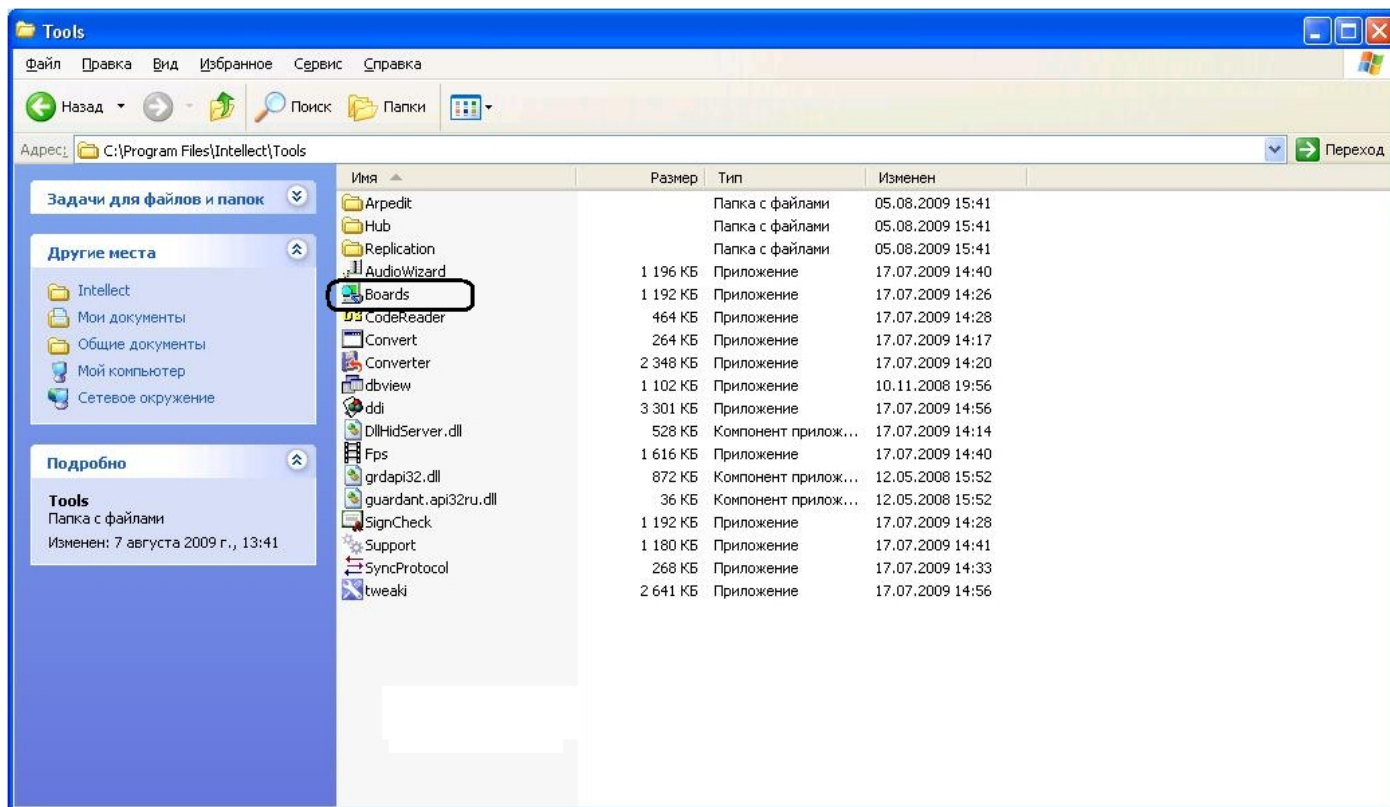 Tools
Файл Правка Вид Избранное Сервис Справка
Назад Поиск Папки
Адрес: C:\Program Files\Intellect\Tools Переход
Задачи для файлов и папок
Другие места
Intellect
Мои документы
Общие документы
Мой компьютер
Сетевое окружение
Подробно
Tools
Папка с файлами
Изменен: 7 августа 2009 г., 13:41
Имя Размер Тип Изменен
Arpedit Папка с файлами 05.08.2009 15:41
Hub Папка с файлами 05.08.2009 15:41
Replication Папка с файлами 05.08.2009 15:41
AudioWizard 1 196 КБ Приложение 17.07.2009 14:40
Boards 1 192 КБ Приложение 17.07.2009 14:26
CodeReader 464 КБ Приложение 17.07.2009 14:28
Convert 264 КБ Приложение 17.07.2009 14:17
Converter 2 348 КБ Приложение 17.07.2009 14:20
dbview 1 102 КБ Приложение 10.11.2008 19:56
ddi 3 301 КБ Приложение 17.07.2009 14:56
DllHidServer.dll 528 КБ Компонент прилож... 17.07.2009 14:14
Fps 1 616 КБ Приложение 17.07.2009 14:40
grdapi32.dll 872 КБ Компонент прилож... 12.05.2008 15:52
guardant.api32ru.dll 36 КБ Компонент прилож... 12.05.2008 15:52
SignCheck 1 192 КБ Приложение 17.07.2009 14:28
Support 1 180 КБ Приложение 17.07.2009 14:41
SyncProtocol 268 КБ Приложение 17.07.2009 14:33
tweaki 2 641 КБ Приложение 17.07.2009 14:56